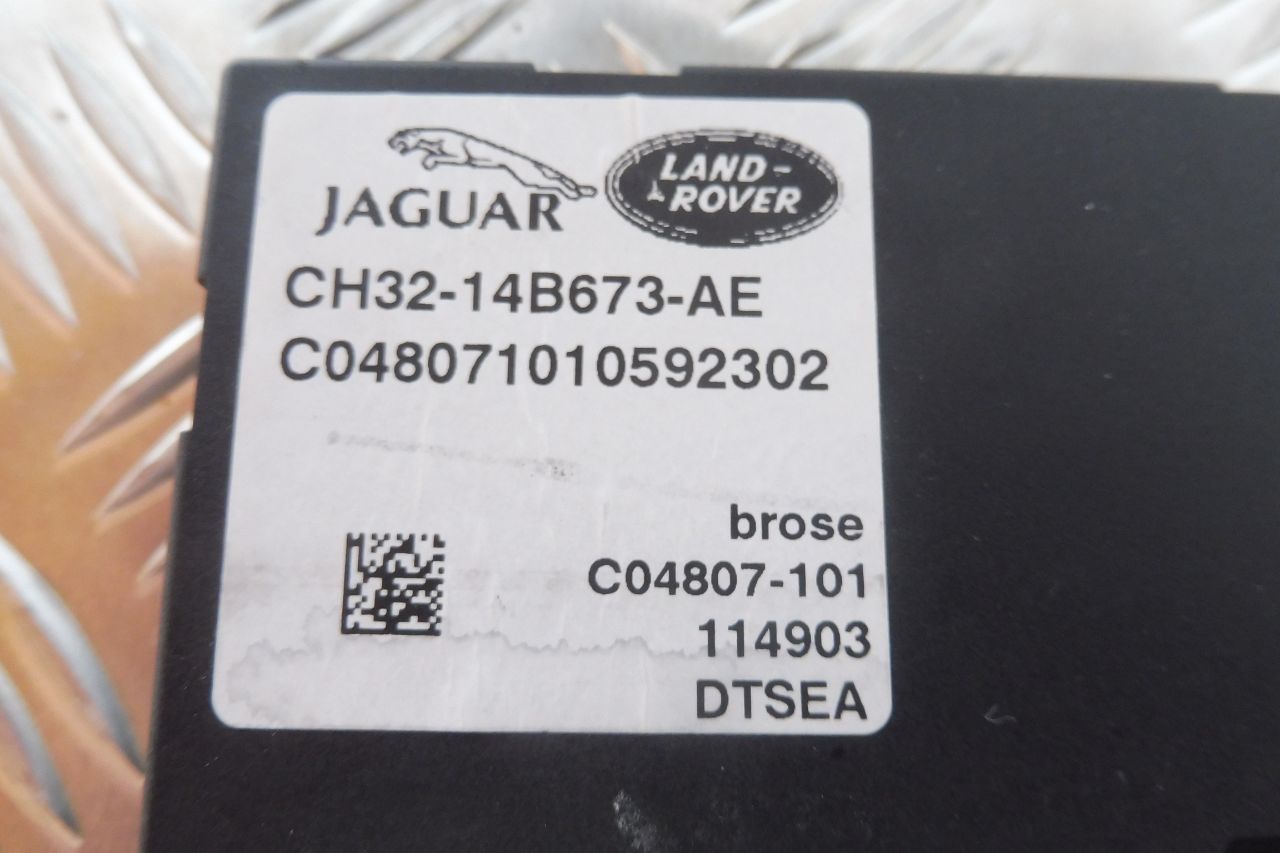 JAGUAR
LAND-
ROVER
CH32-14B673-AE
C048071010592302
brose
C04807-101
114903
DTSEA